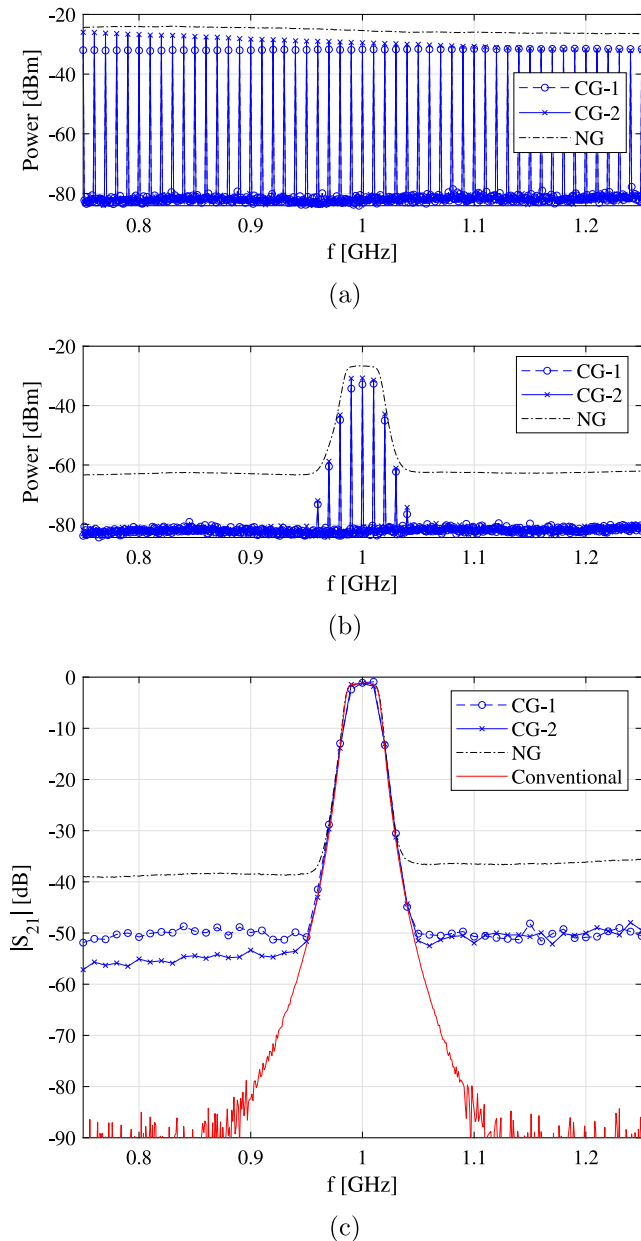 -20
-40
-60
-80
Power [dBm]
CG-1
CG-2
NG
0.8 0.9 1 1.1 1.2
f [GHz]
(a)
-20
-40
-60
-80
Power [dBm]
CG-1
CG-2
NG
0.8 0.9 1 1.1 1.2
f [GHz]
(b)
0
-10
-20
-30
-40
-50
-60
-70
-80
-90
|S21| [dB]
CG-1
CG-2
NG
Conventional
0.8 0.9 1 1.1 1.2
f [GHz]
(c)